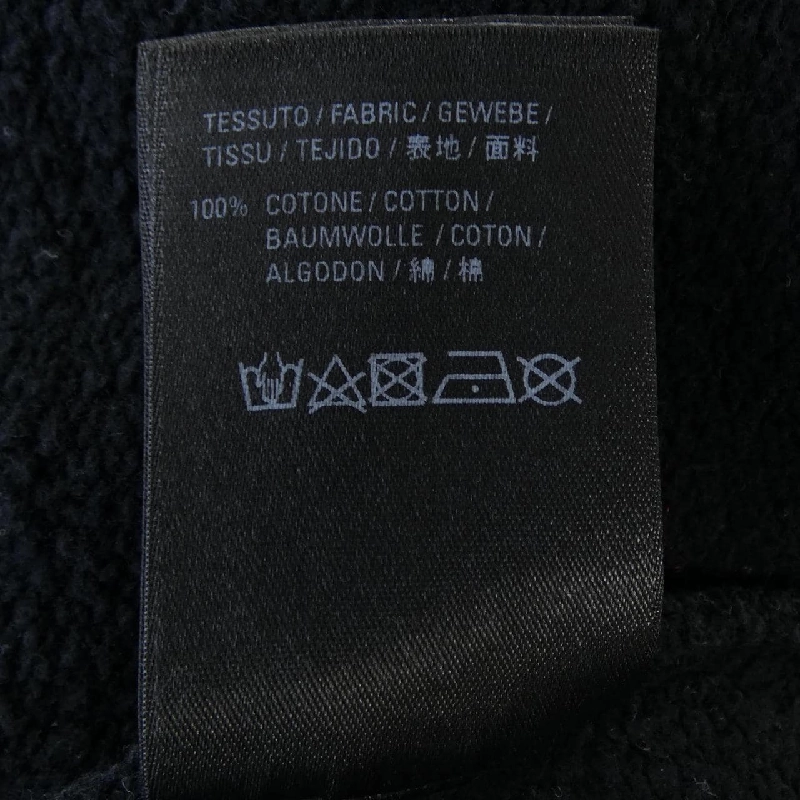 TESSUTO / FABRIC / GEWEBE /
TISSU / TEJIDO / 表地 / 面料
100% COTONE / COTTON /
BAUMWOLLE / COTON /
ALGODON / 綿 / 棉